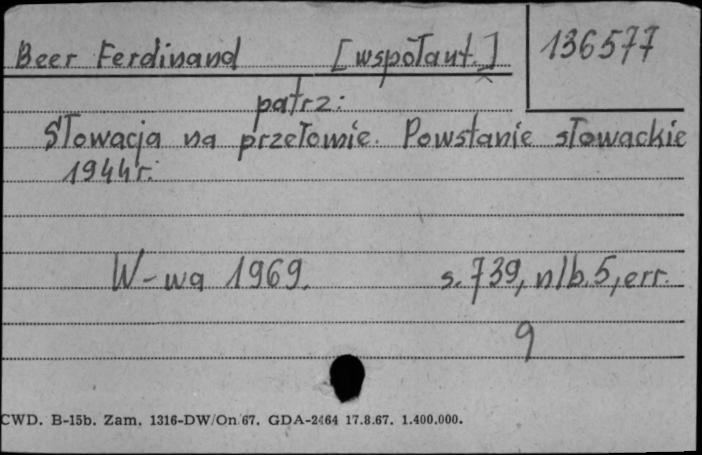 Beer Ferdinand [współaut.] 136577
patrz:
Słowacja na przełomie. Powstanie słowackie
1944r.
W-wa 1969. s. 739, nlb. 5, err.
9
CWD. B-15b. Zam. 1316-DW/On 67. GDA-2464 17.8.67. 1.400.000.